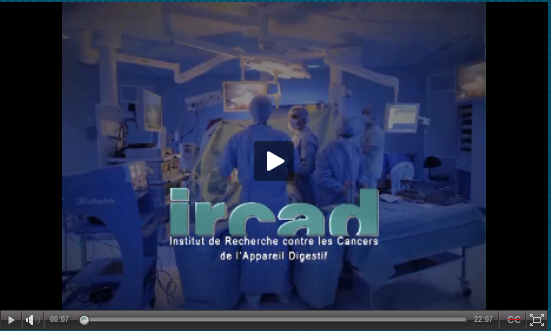 ircad
Institut de Recherche contre les Cancers
de l'Appareil Digestif
00:07 22:07 CC